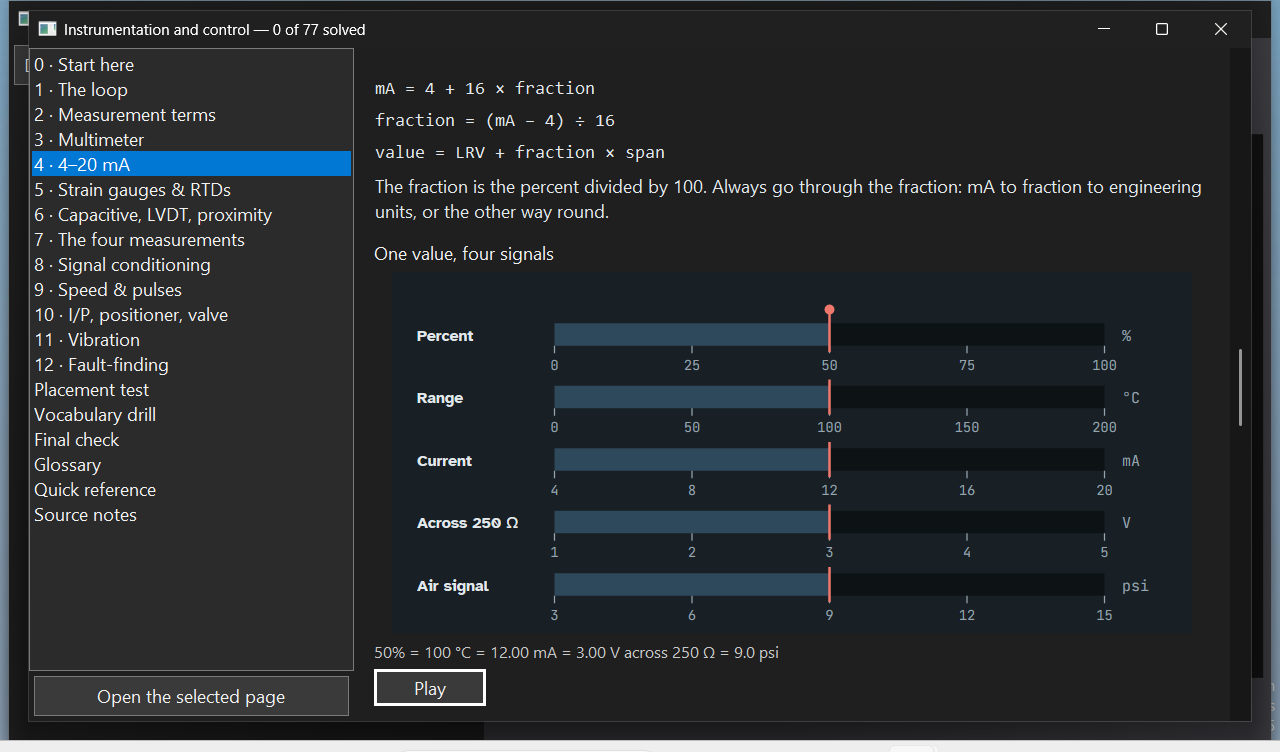 Instrumentation and control — 0 of 77 solved
0 · Start here
1 · The loop
2 · Measurement terms
3 · Multimeter
4 · 4–20 mA
5 · Strain gauges & RTDs
6 · Capacitive, LVDT, proximity
7 · The four measurements
8 · Signal conditioning
9 · Speed & pulses
10 · I/P, positioner, valve
11 · Vibration
12 · Fault-finding
Placement test
Vocabulary drill
Final check
Glossary
Quick reference
Source notes
Open the selected page
mA = 4 + 16 × fraction
fraction = (mA − 4) ÷ 16
value = LRV + fraction × span
The fraction is the percent divided by 100. Always go through the fraction: mA to fraction to engineering
units, or the other way round.
One value, four signals
Percent %
0 25 50 75 100
Range °C
0 50 100 150 200
Current mA
4 8 12 16 20
Across 250 Ω V
1 2 3 4 5
Air signal psi
3 6 9 12 15
50% = 100 °C = 12.00 mA = 3.00 V across 250 Ω = 9.0 psi
Play